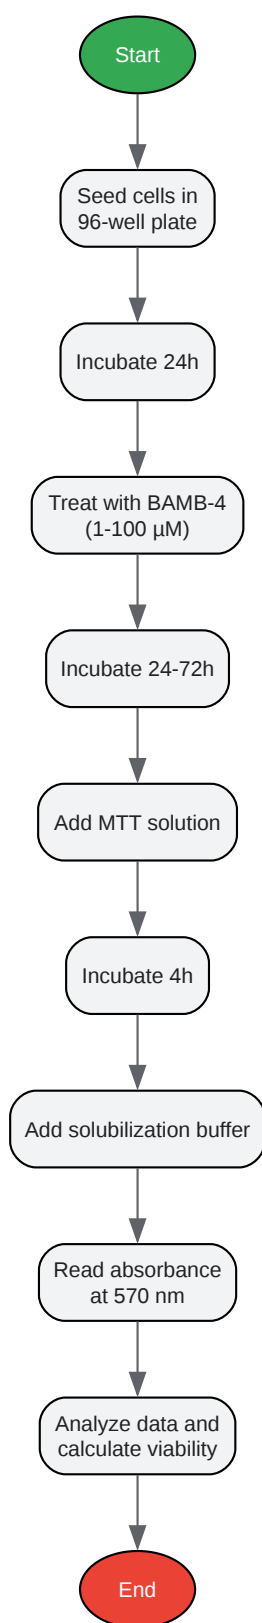 Start
Seed cells in
96-well plate
Incubate 24h
Treat with BAMB-4
(1-100 µM)
Incubate 24-72h
Add MTT solution
Incubate 4h
Add solubilization buffer
Read absorbance
at 570 nm
Analyze data and
calculate viability
End